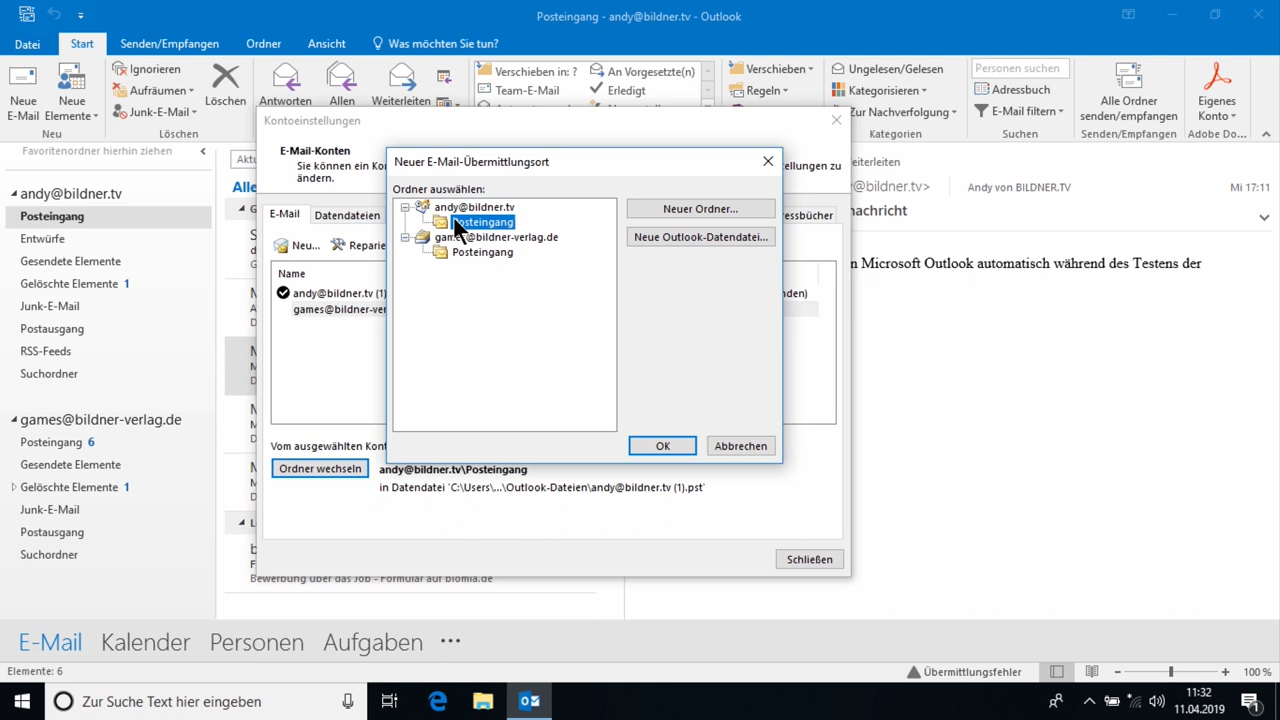 Posteingang - andy@bildner.tv - Outlook
Datei Start Senden/Empfangen Ordner Ansicht Was möchten Sie tun?
Neue E-Mail
Neue Elemente
Neu
Ignorieren
Aufräumen
Junk-E-Mail
Löschen
Löschen
Antworten
Allen
Weiterleiten
Verschieben in: ?
Team-E-Mail
An Vorgesetzte(n)
Erledigt
Verschieben
Regeln
Ungelesen/Gelesen
Kategorisieren
Zur Nachverfolgung
Kategorien
Personen suchen
Adressbuch
E-Mail filtern
Suchen
Alle Ordner senden/empfangen
Senden/Empfangen
Eigenes Konto
Adobe Do...
Favoritenordner hierhin ziehen
andy@bildner.tv
Posteingang
Entwürfe
Gesendete Elemente
Gelöschte Elemente 1
Junk-E-Mail
Postausgang
RSS-Feeds
Suchordner
games@bildner-verlag.de
Posteingang 6
Gesendete Elemente
Gelöschte Elemente 1
Junk-E-Mail
Postausgang
Suchordner
Kontoeinstellungen
E-Mail-Konten
Sie können ein
ellungen zu
ändern.
E-Mail Datendateien
essbücher
Neu...
Reparie
Name
andy@bildner.tv (1)
nden)
games@bildner-ver
Neuer E-Mail-Übermittlungsort
Ordner auswählen:
andy@bildner.tv
Posteingang
games@bildner-verlag.de
Posteingang
Neuer Ordner...
Neue Outlook-Datendatei...
OK Abbrechen
Vom ausgewählten Kont
Ordner wechseln
andy@bildner.tv\Posteingang
in Datendatei 'C:\Users\...\Outlook-Dateien\andy@bildner.tv (1).pst'
Schließen
Bewerbung über das Job - Formular auf biomia.de
eiterleiten
Andy von BILDNER.TV
Mi 17:11
nachricht
n Microsoft Outlook automatisch während des Testens der
E-Mail Kalender Personen Aufgaben ...
Elemente: 6
Übermittlungsfehler
100 %
Zur Suche Text hier eingeben
11:32
11.04.2019